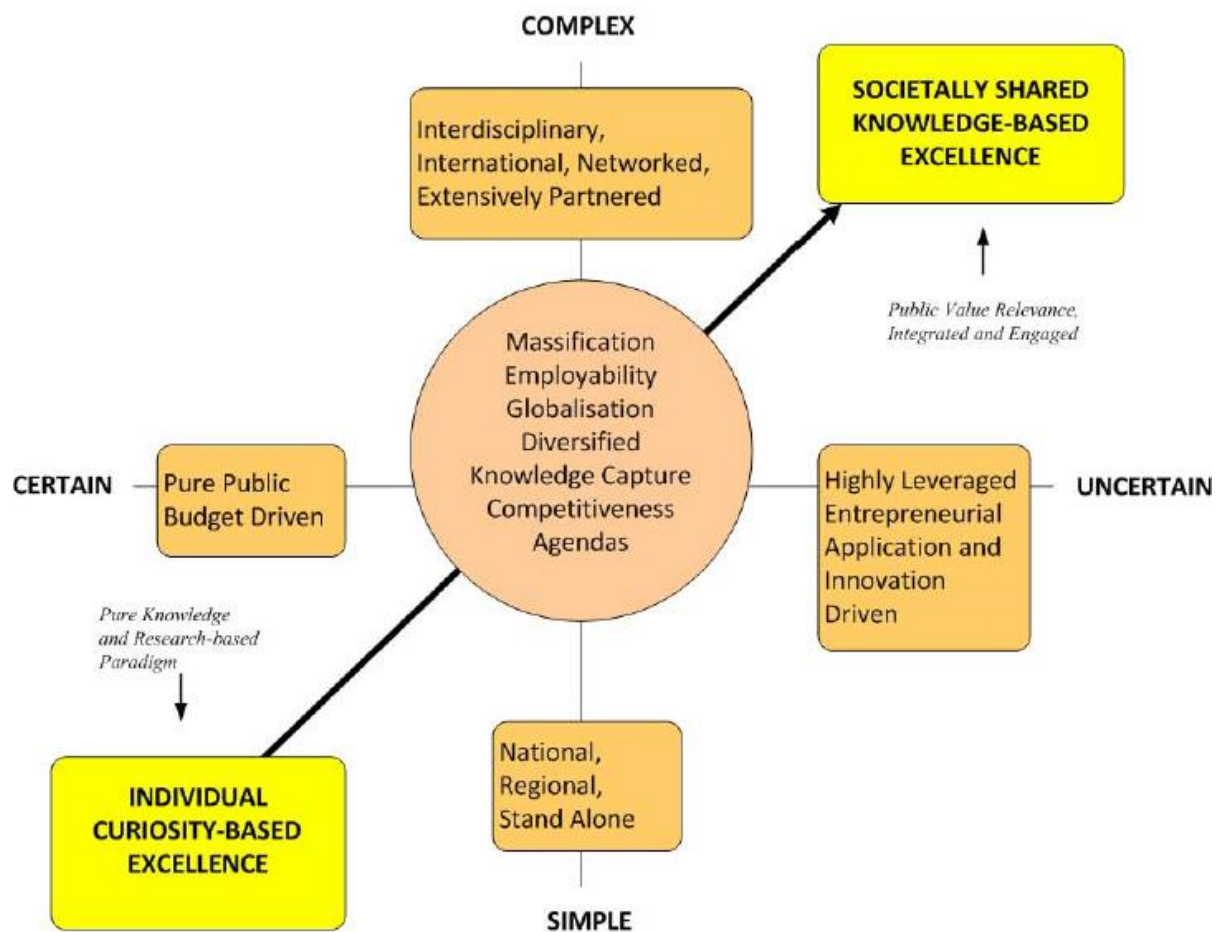 COMPLEX
SOCIETALLY SHARED
KNOWLEDGE-BASED
EXCELLENCE
Interdisciplinary,
International, Networked,
Extensively Partnered
Public Value Relevance,
Integrated and Engaged
Massification
Employability
Globalisation
Diversified
Knowledge Capture
Competitiveness
Agendas
CERTAIN
Pure Public
Budget Driven
Highly Leveraged
Entrepreneurial
Application and
Innovation
Driven
UNCERTAIN
Pure Knowledge
and Research-based
Paradigm
INDIVIDUAL
CURIOSITY-BASED
EXCELLENCE
National,
Regional,
Stand Alone
SIMPLE